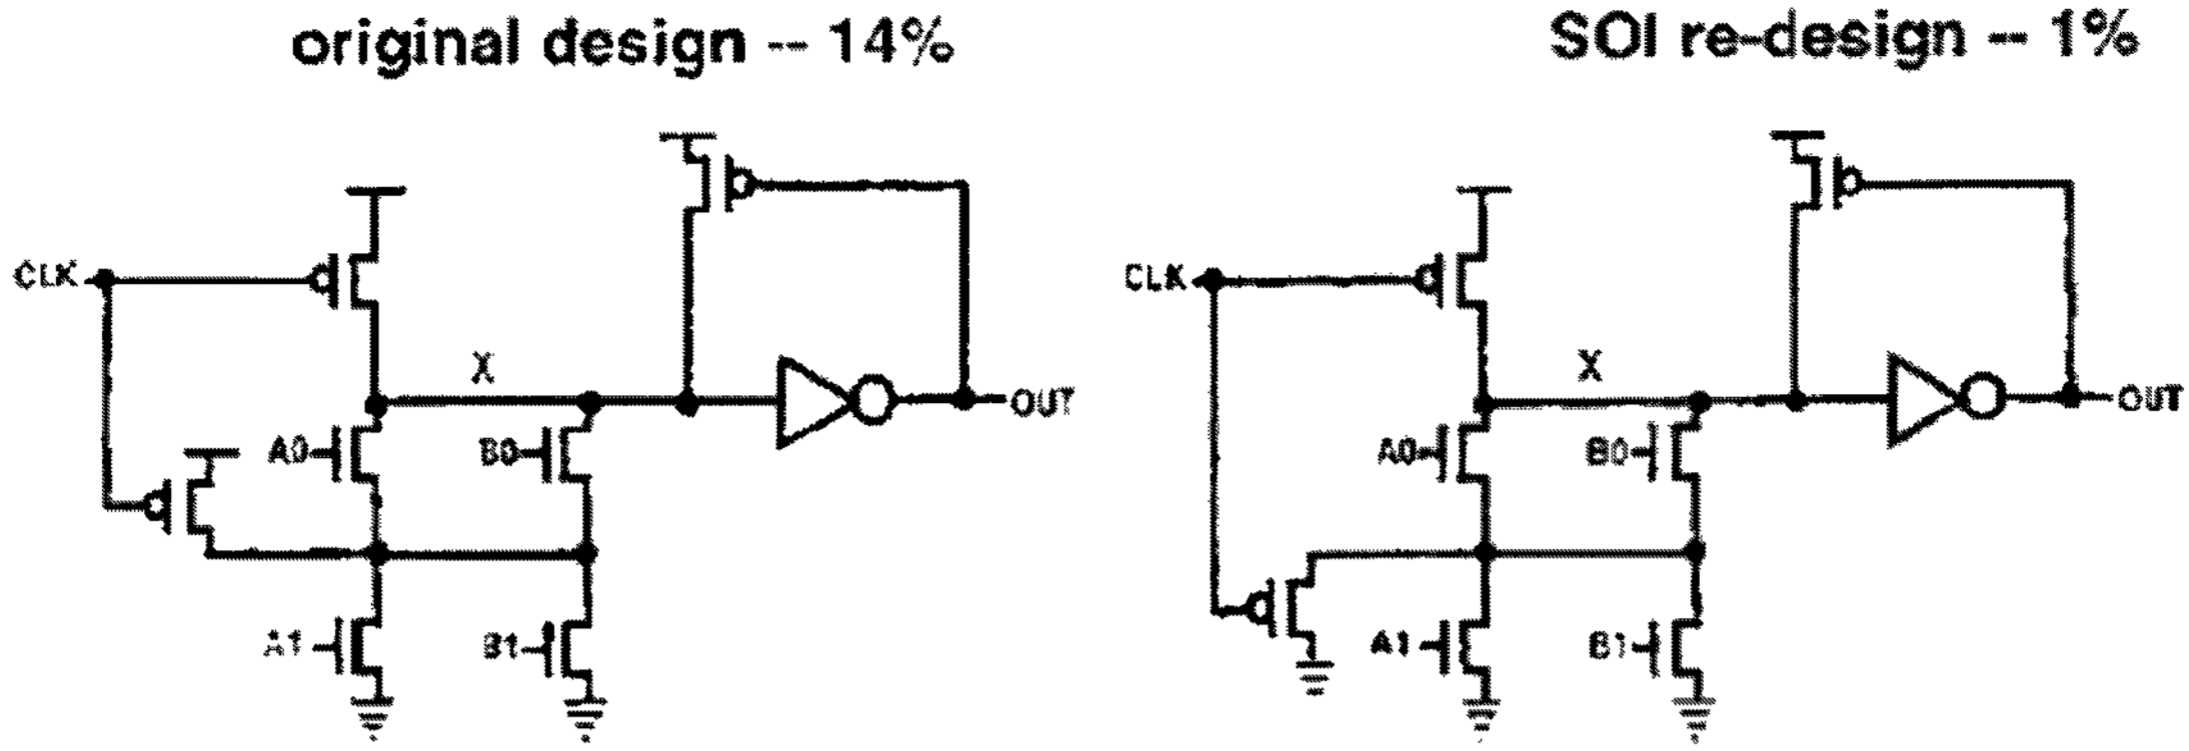 original design -- 14%
CLK
X
A0
B0
OUT
A1
B1
SOI re-design -- 1%
CLK
X
A0
B0
OUT
A1
B1